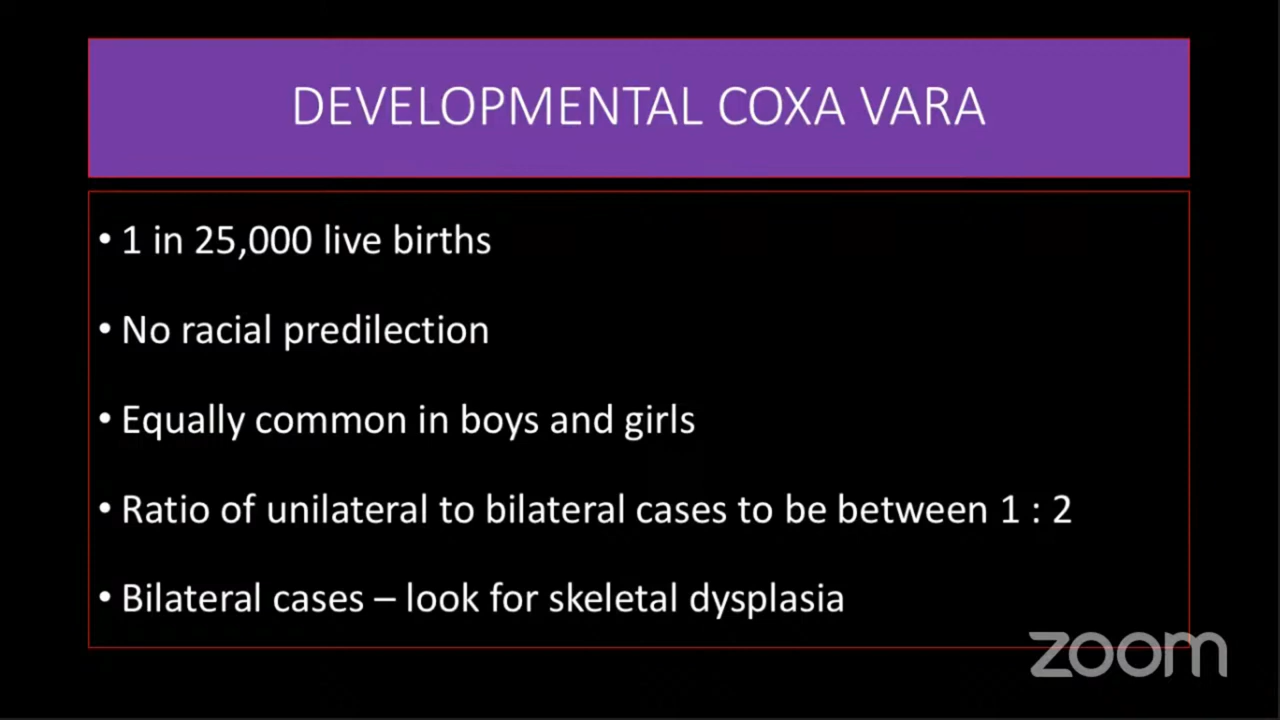 DEVELOPMENTAL COXA VARA
• 1 in 25,000 live births
• No racial predilection
• Equally common in boys and girls
• Ratio of unilateral to bilateral cases to be between 1 : 2
• Bilateral cases – look for skeletal dysplasia
zoom